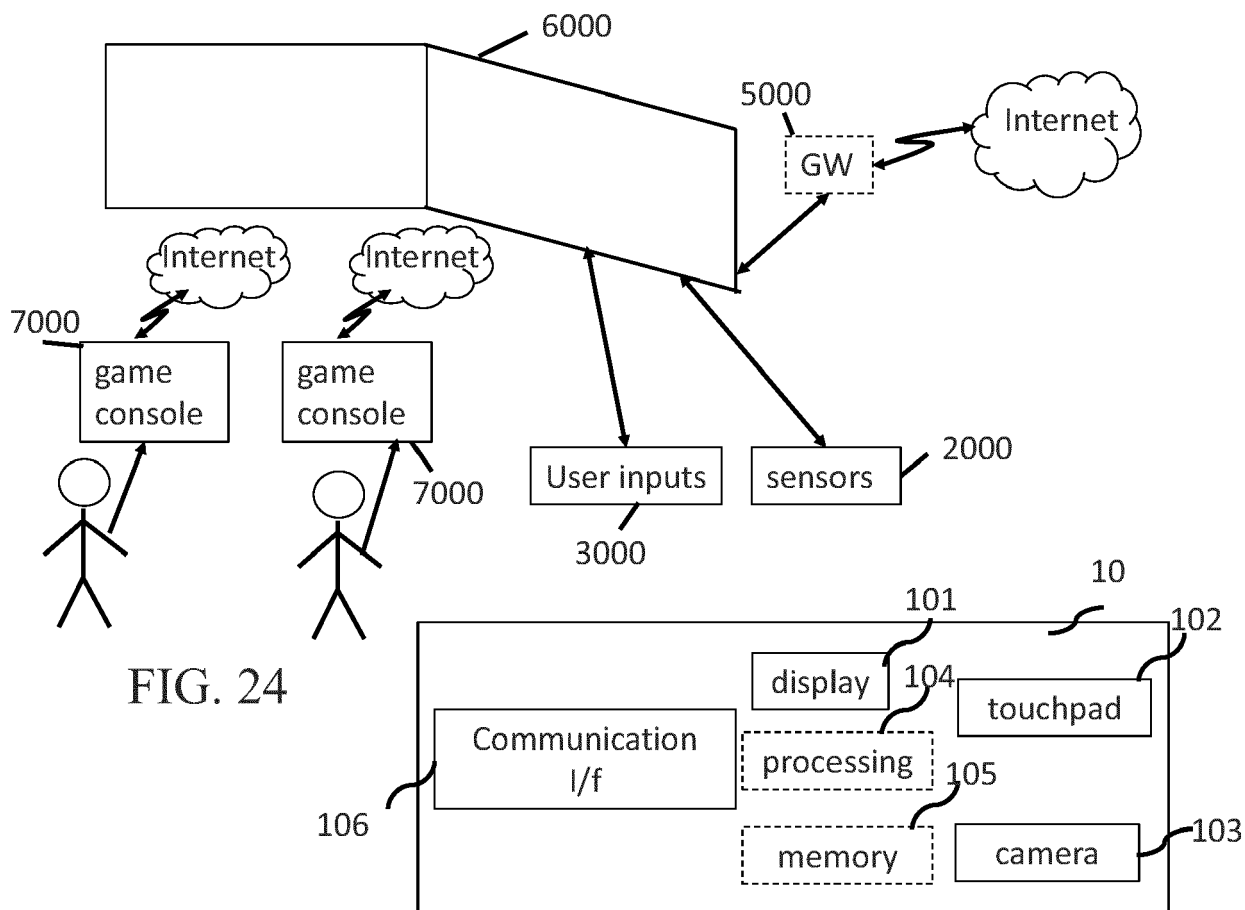 6000
5000
Internet
GW
Internet
Internet
7000
game
console
game
console
2000
User inputs
sensors
7000
3000
10
101
102
FIG. 24
display
104
touchpad
Communication
I/f
processing
105
106
memory
camera
103